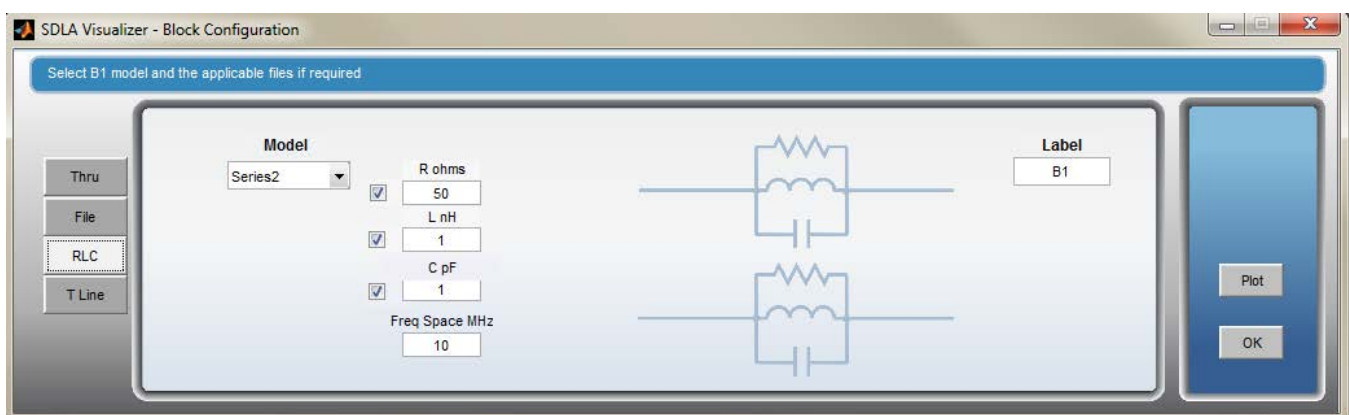 SDLA Visualizer - Block Configuration
Select B1 model and the applicable files if required
Thru
File
RLC
T Line
Model
Series2
R ohms
50
L nH
1
C pF
1
Freq Space MHz
10
Label
B1
Plot
OK